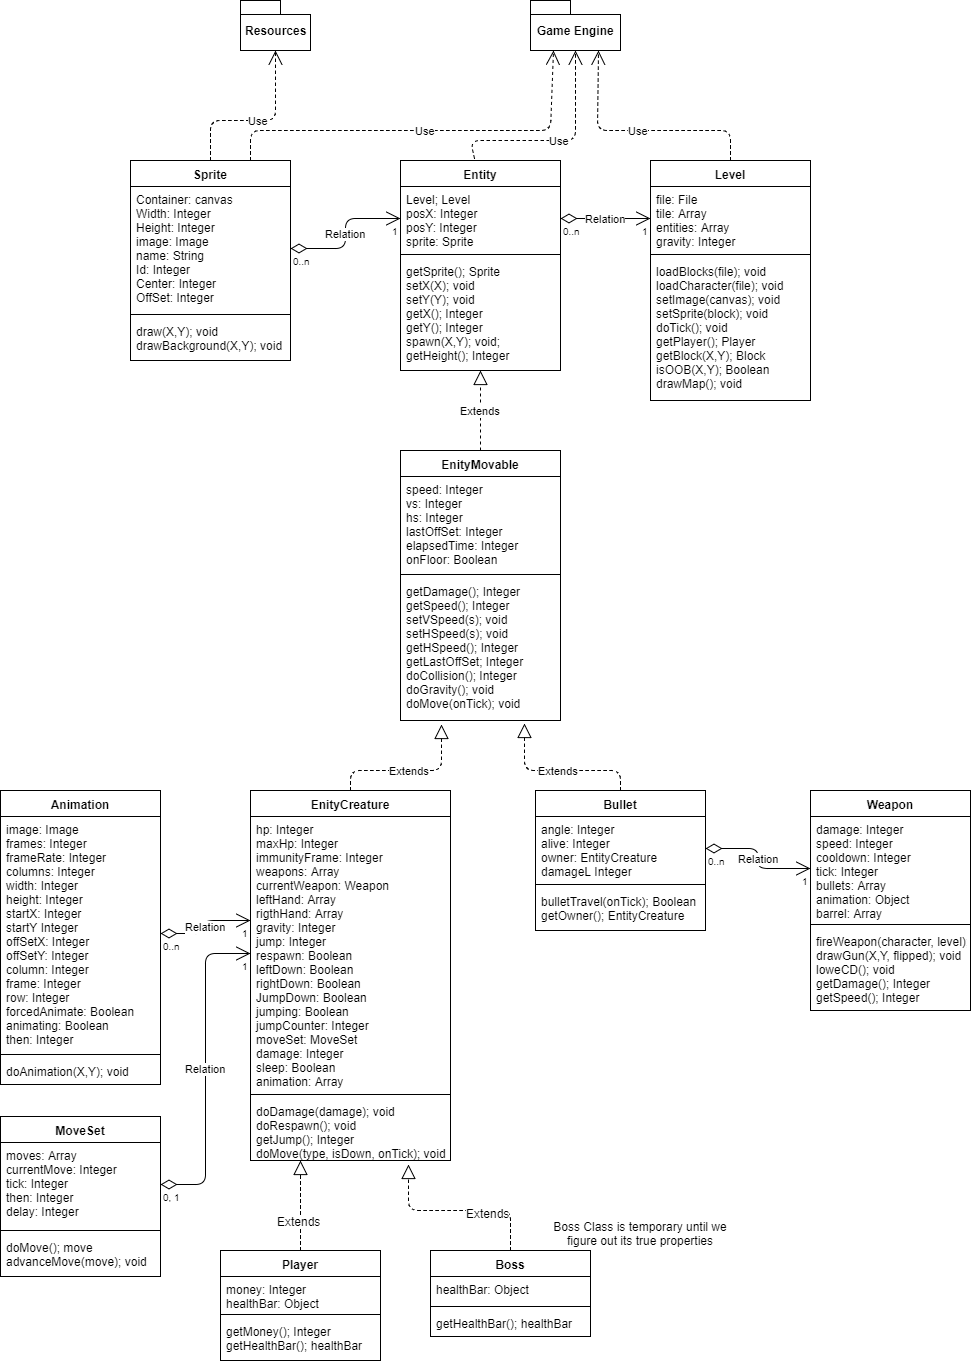 Resources
Game Engine
Use
Use
Use
Use
Sprite
Container: canvas
Width: Integer
Height: Integer
image: Image
name: String
Id: Integer
Center: Integer
OffSet: Integer
draw(X,Y); void
drawBackground(X,Y); void
Relation
0..n
1
Entity
Level; Level
posX: Integer
posY: Integer
sprite: Sprite
getSprite(); Sprite
setX(X); void
setY(Y); void
getX(); Integer
getY(); Integer
spawn(X,Y); void;
getHeight(); Integer
Relation
0..n
1
Level
file: File
tile: Array
entities: Array
gravity: Integer
loadBlocks(file); void
loadCharacter(file); void
setImage(canvas); void
setSprite(block); void
doTick(); void
getPlayer(); Player
getBlock(X,Y); Block
isOOB(X,Y); Boolean
drawMap(); void
Extends
EnityMovable
speed: Integer
vs: Integer
hs: Integer
lastOffSet: Integer
elapsedTime: Integer
onFloor: Boolean
getDamage(); Integer
getSpeed(); Integer
setVSpeed(s); void
setHSpeed(s); void
getHSpeed(); Integer
getLastOffSet; Integer
doCollision(); Integer
doGravity(); void
doMove(onTick); void
Extends
Extends
Animation
image: Image
frames: Integer
frameRate: Integer
columns: Integer
width: Integer
height: Integer
startX: Integer
startY Integer
offSetX: Integer
offSetY: Integer
column: Integer
frame: Integer
row: Integer
forcedAnimate: Boolean
animating: Boolean
then: Integer
doAnimation(X,Y); void
Relation
0..n
1
EnityCreature
hp: Integer
maxHp: Integer
immunityFrame: Integer
weapons: Array
currentWeapon: Weapon
leftHand: Array
rigthHand: Array
gravity: Integer
jump: Integer
respawn: Boolean
leftDown: Boolean
rightDown: Boolean
JumpDown: Boolean
jumping: Boolean
jumpCounter: Integer
moveSet: MoveSet
damage: Integer
sleep: Boolean
animation: Array
doDamage(damage); void
doRespawn(); void
getJump(); Integer
doMove(type, isDown, onTick); void
Bullet
angle: Integer
alive: Integer
owner: EntityCreature
damageL Integer
bulletTravel(onTick); Boolean
getOwner(); EntityCreature
Relation
0..n
1
Weapon
damage: Integer
speed: Integer
cooldown: Integer
tick: Integer
bullets: Array
animation: Object
barrel: Array
fireWeapon(character, level)
drawGun(X,Y, flipped); void
loweCD(); void
getDamage(); Integer
getSpeed(); Integer
1
Relation
MoveSet
moves: Array
currentMove: Integer
tick: Integer
then: Integer
delay: Integer
doMove(); move
advanceMove(move); void
0, 1
Extends
Extends
Boss Class is temporary until we
figure out its true properties
Player
money: Integer
healthBar: Object
getMoney(); Integer
getHealthBar(); healthBar
Boss
healthBar: Object
getHealthBar(); healthBar